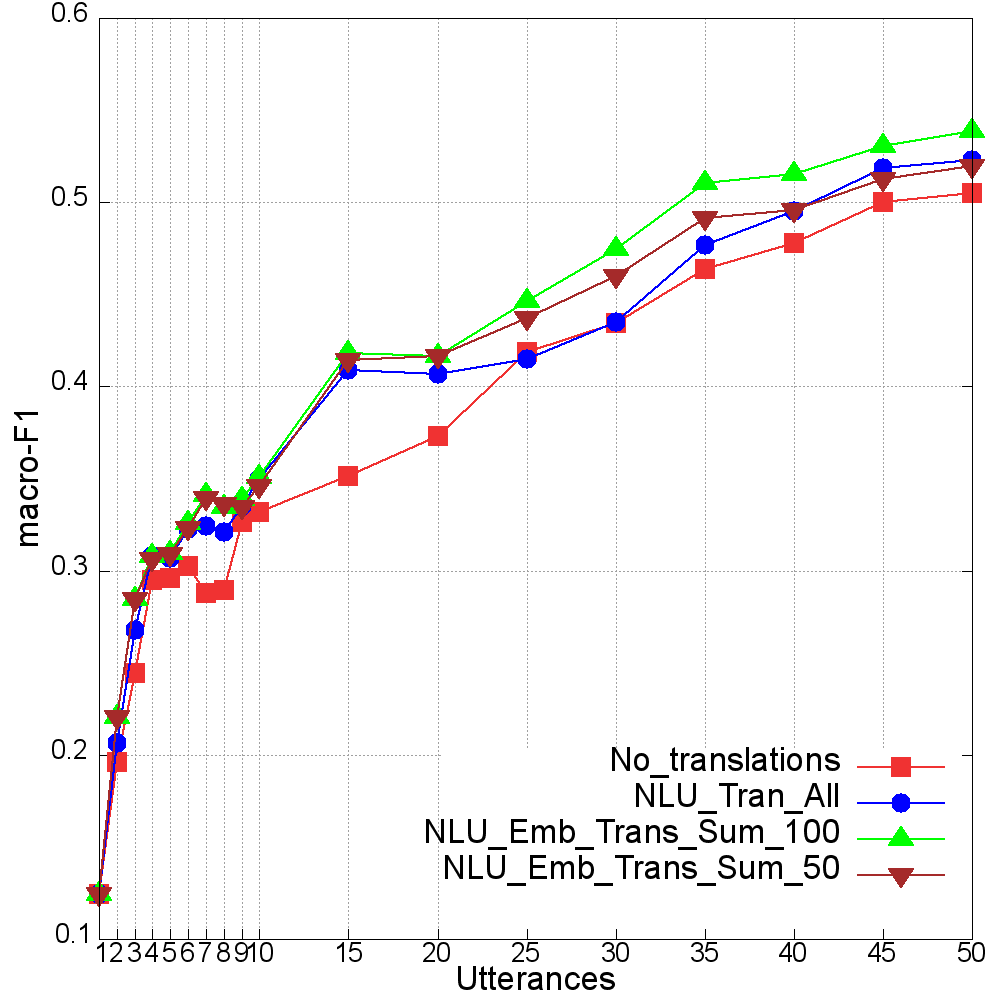 0.6
0.5
0.4
0.3
0.2
0.1
macro-F1
No_translations
NLU_Tran_All
NLU_Emb_Trans_Sum_100
NLU_Emb_Trans_Sum_50
1 2 3 4 5 6 7 8 9 10 15 20 25 30 35 40 45 50
Utterances